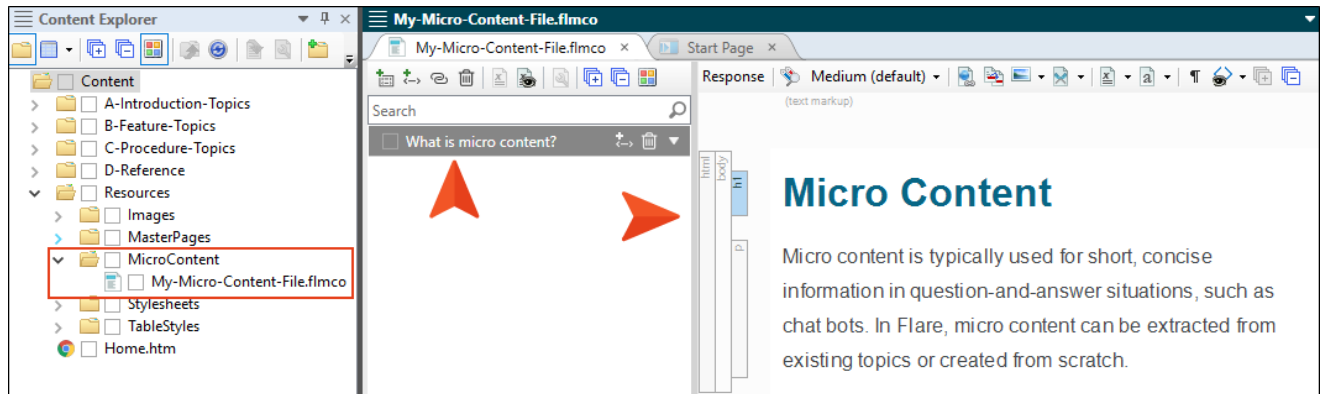 Content Explorer
My-Micro-Content-File.flmco
My-Micro-Content-File.flmco
Start Page
Content
A-Introduction-Topics
B-Feature-Topics
C-Procedure-Topics
D-Reference
Resources
Images
MasterPages
MicroContent
My-Micro-Content-File.flmco
Stylesheets
TableStyles
Home.htm
Search
What is micro content?
Response
Medium (default)
(text markup)
html
body
h1
p
Micro Content
Micro content is typically used for short, concise
information in question-and-answer situations, such as
chat bots. In Flare, micro content can be extracted from
existing topics or created from scratch.